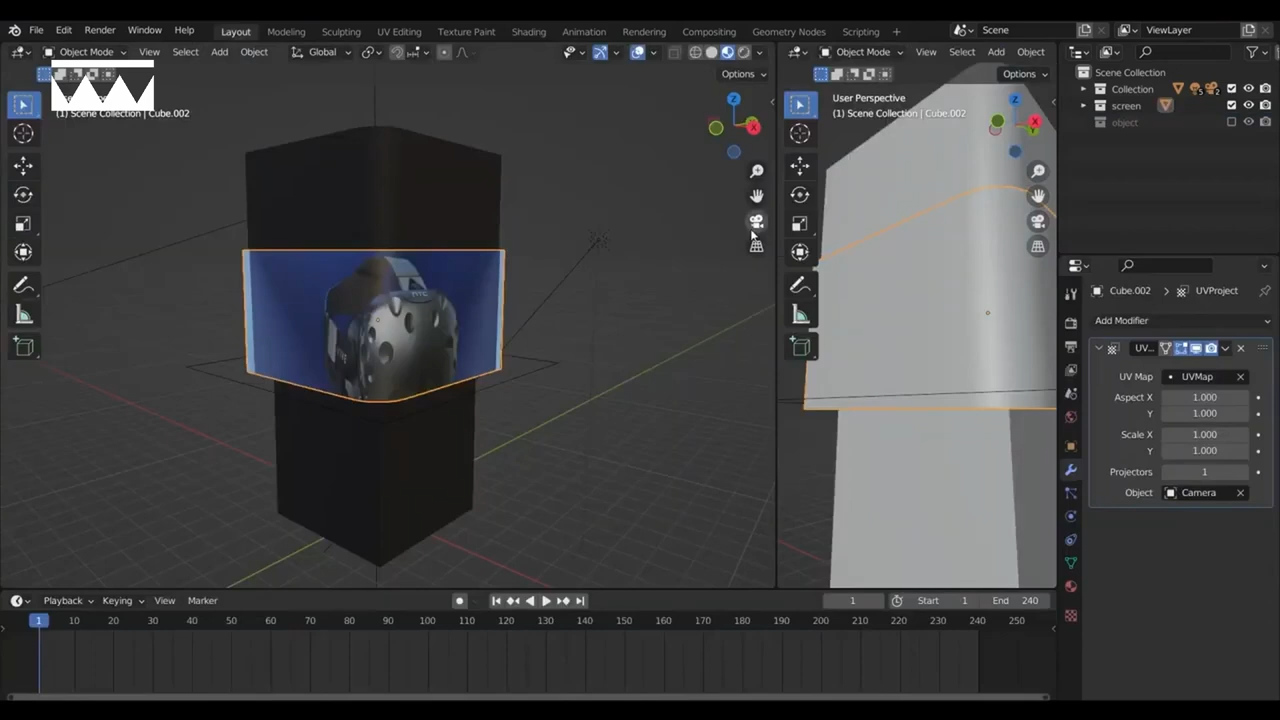 File Edit Render Window Help Layout Modeling Sculpting UV Editing Texture Paint Shading Animation Rendering Compositing Geometry Nodes Scripting + Scene ViewLayer
Object Mode View Select Add Object Global Object Mode View Select Add Object
Options Options
User Perspective
(1) Scene Collection | Cube.002
(1) Scene Collection | Cube.002
Z
X
Z
X
Y
Scene Collection
Collection 5 2
screen
object
Cube.002 > UVProject
Add Modifier
UV...
UV Map UVMap
Aspect X 1.000
Y 1.000
Scale X 1.000
Y 1.000
Projectors 1
Object Camera
hTC
Playback Keying View Marker 1 Start 1 End 240
1 10 20 30 40 50 60 70 80 90 100 110 120 130 140 150 160 170 180 190 200 210 220 230 240 250